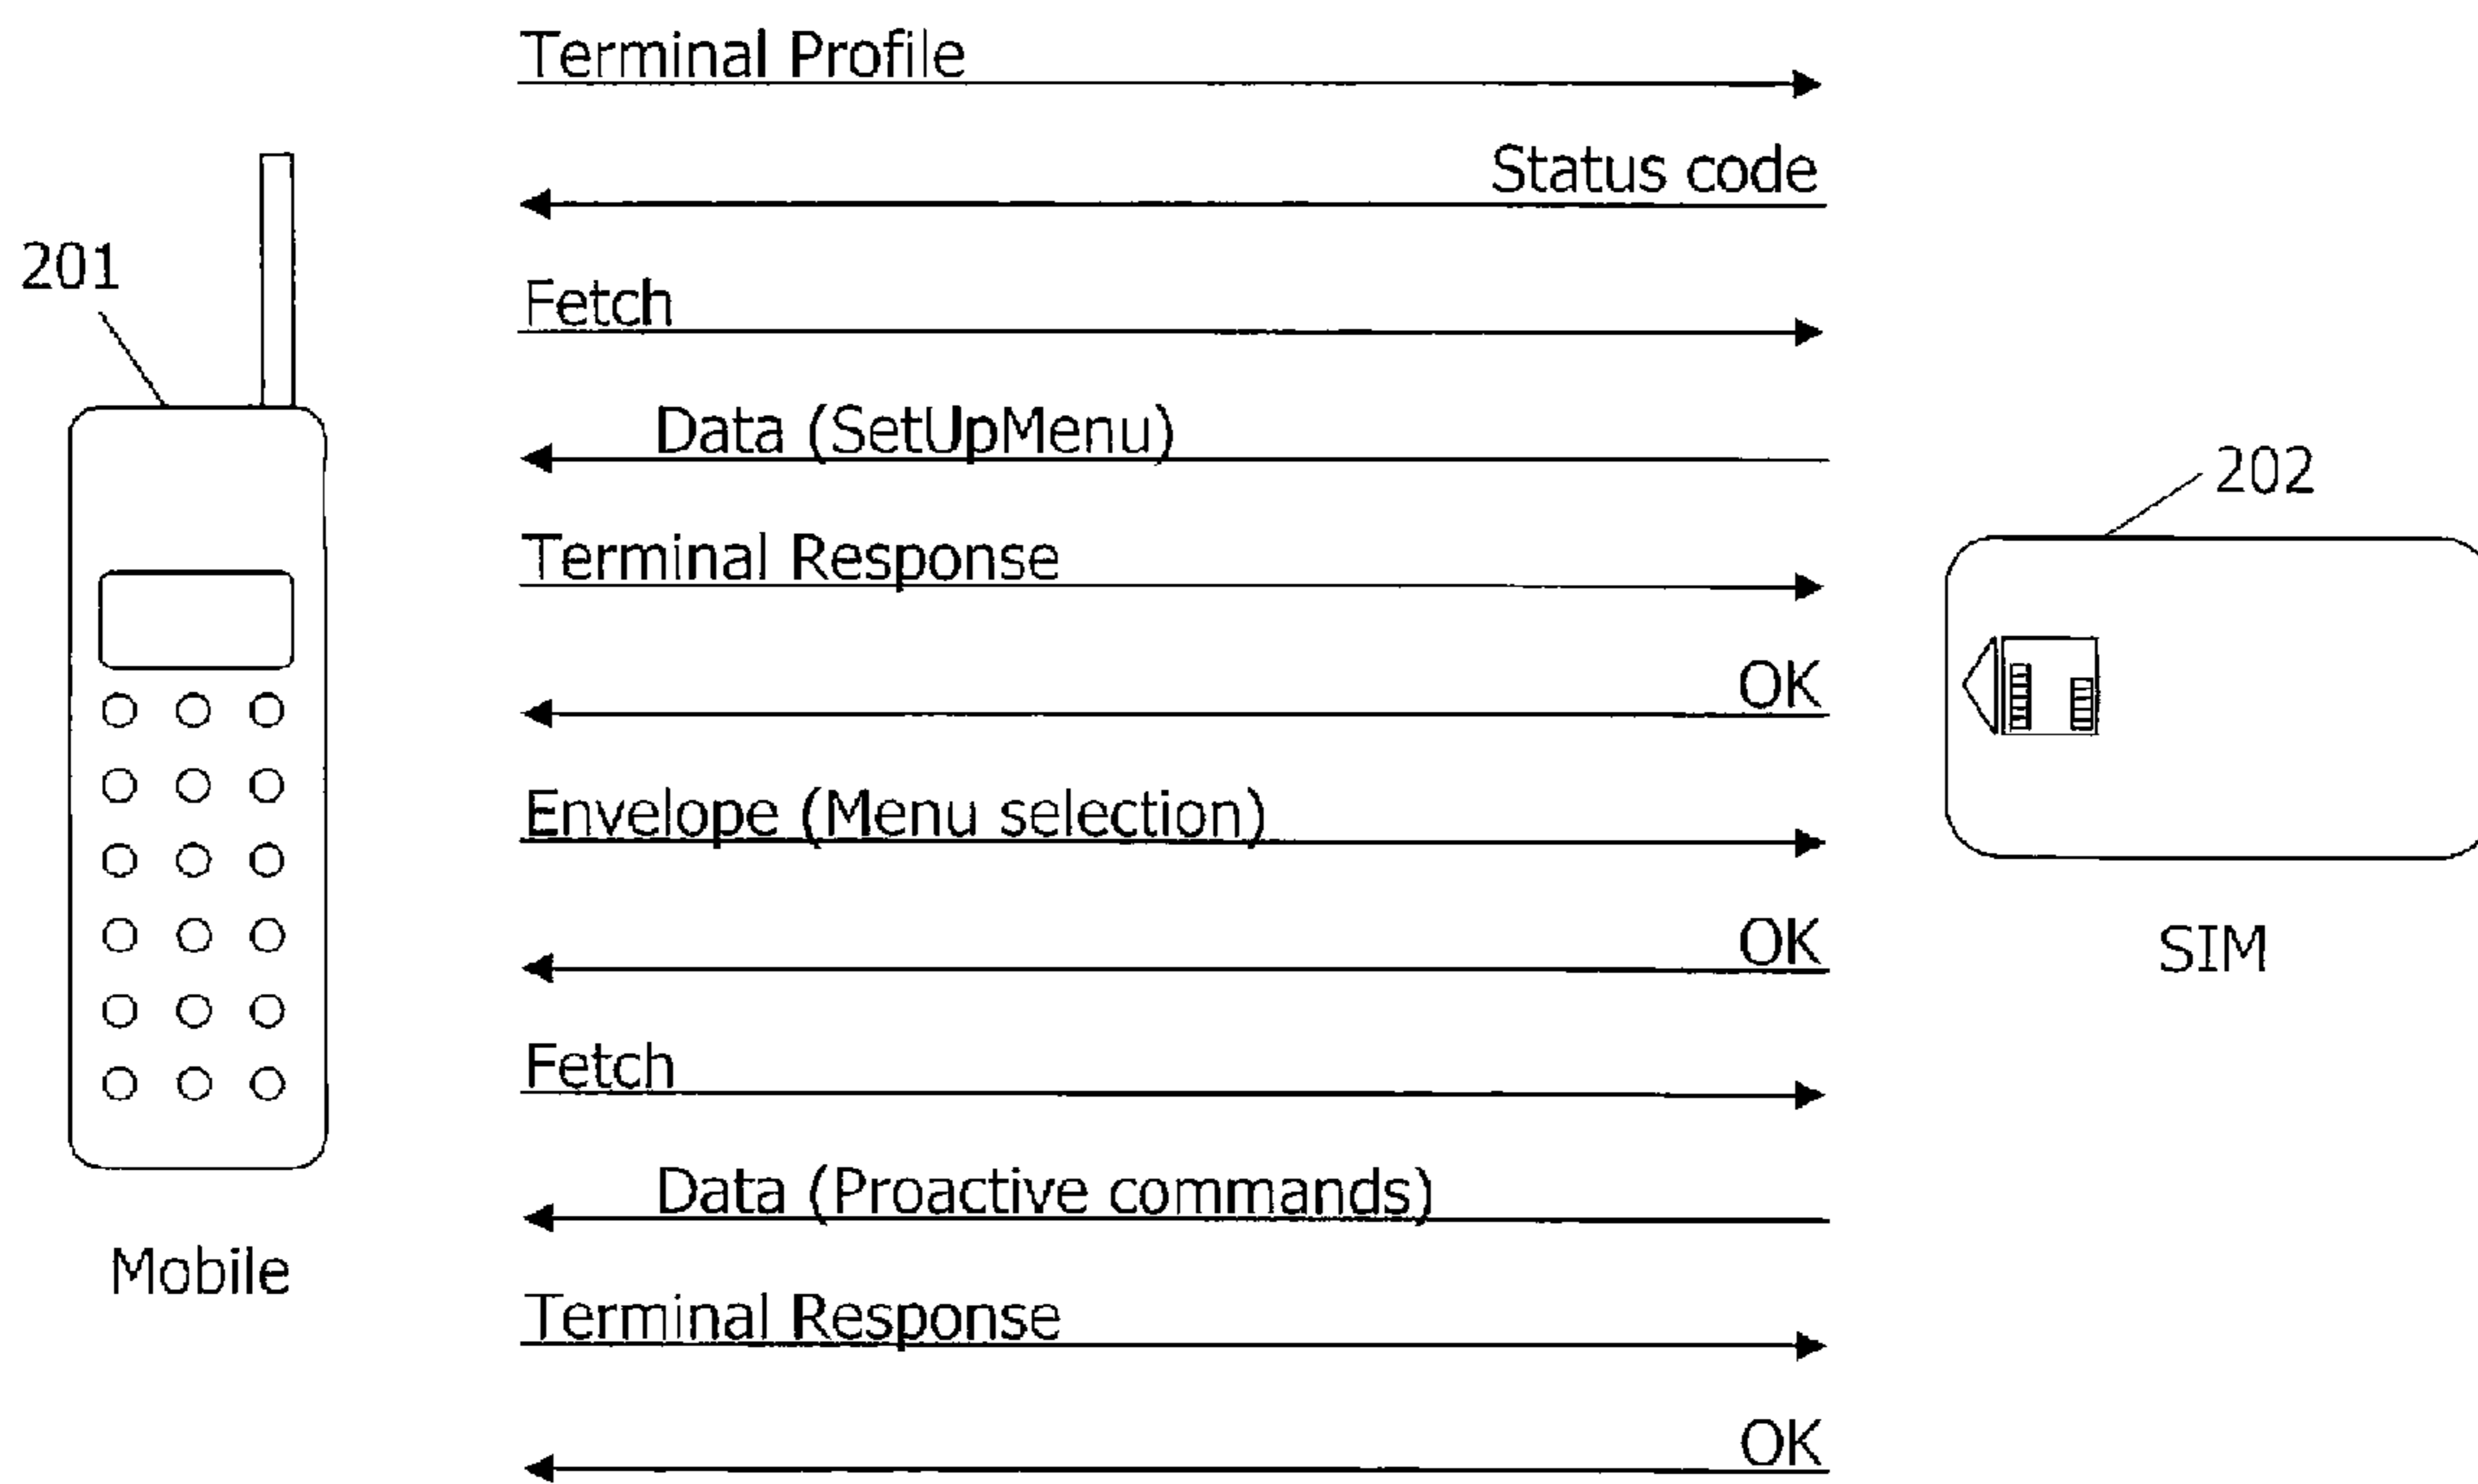 Terminal Profile
Status code
201
Fetch
Data (SetUpMenu)
202
Terminal Response
OK
Envelope (Menu selection)
OK
SIM
Fetch
Data (Proactive commands)
Mobile
Terminal Response
OK